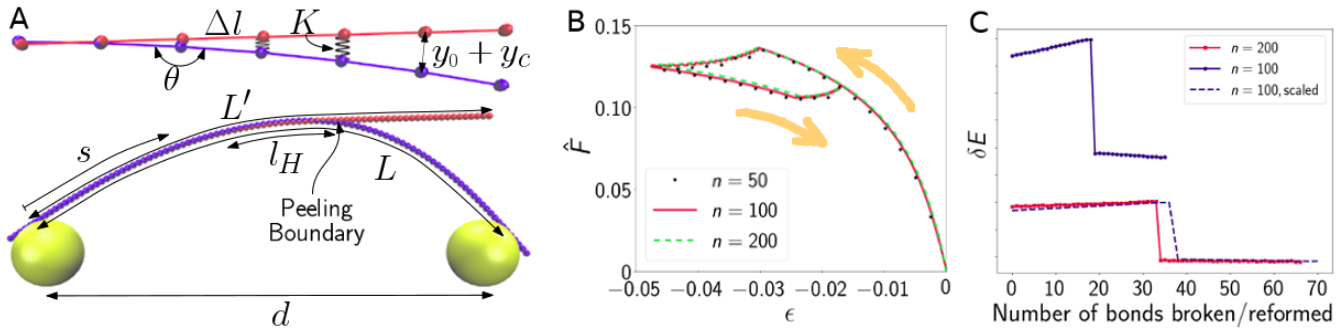 A
Δl
K
y₀ + y_c
θ
L′
s
l_H
L
Peeling
Boundary
d
B
0.15
0.10
0.05
0
F̂
n = 50
n = 100
n = 200
−0.05 −0.04 −0.03 −0.02 −0.01 0
ϵ
C
δE
n = 200
n = 100
n = 100, scaled
0 10 20 30 40 50 60 70
Number of bonds broken/reformed